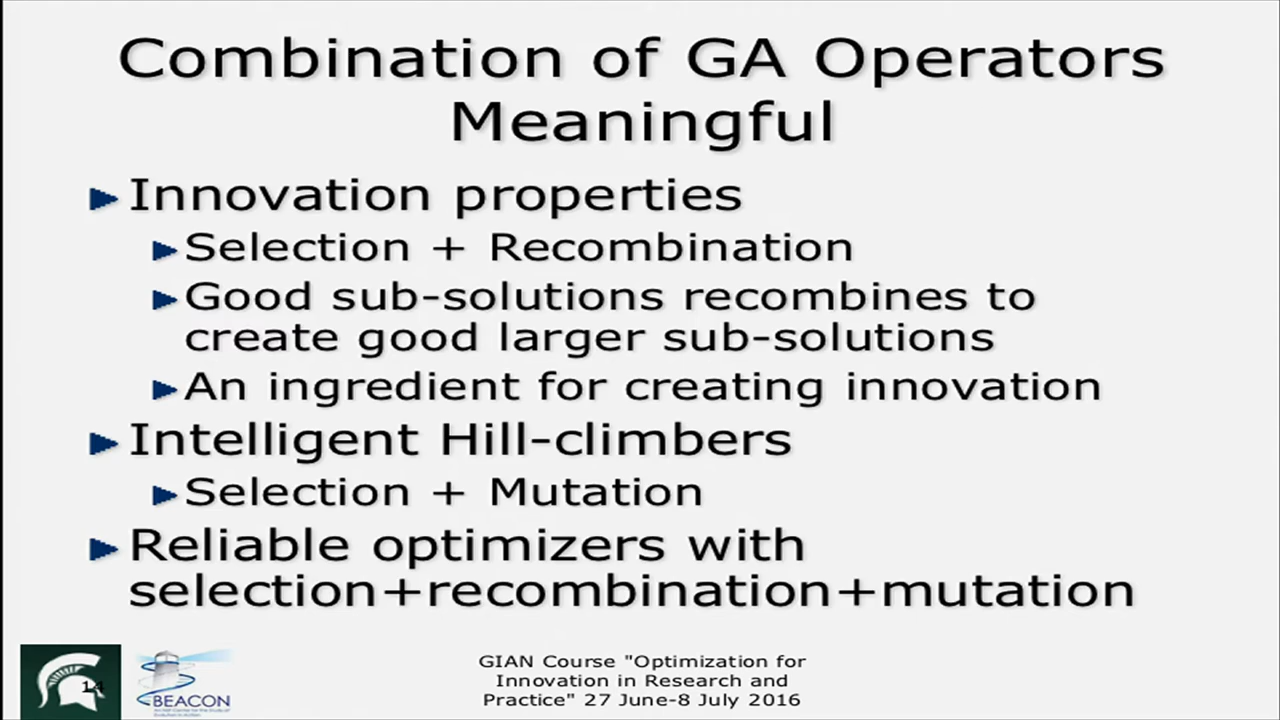 Combination of GA Operators
Meaningful
Innovation properties
Selection + Recombination
Good sub-solutions recombines to
create good larger sub-solutions
An ingredient for creating innovation
Intelligent Hill-climbers
Selection + Mutation
Reliable optimizers with
selection+recombination+mutation
14
BEACON
GIAN Course "Optimization for
Innovation in Research and
Practice" 27 June-8 July 2016